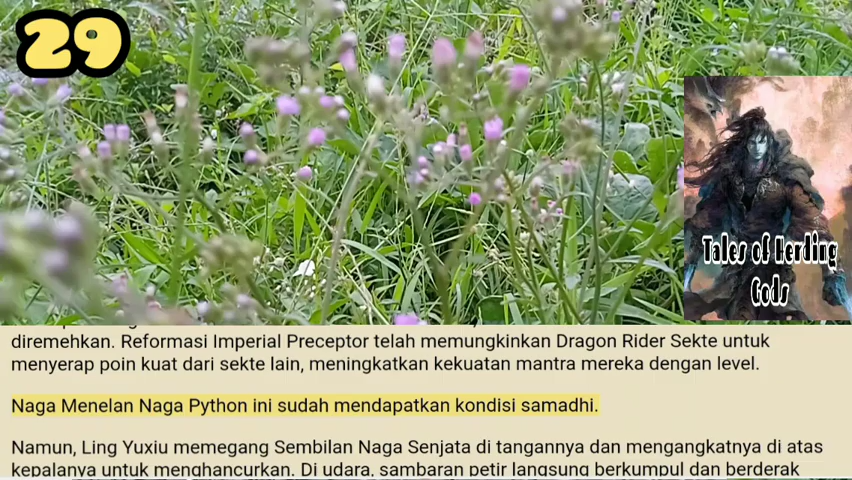 29
Tales of Herding
Gods
diremehkan. Reformasi Imperial Preceptor telah memungkinkan Dragon Rider Sekte untuk
menyerap poin kuat dari sekte lain, meningkatkan kekuatan mantra mereka dengan level.
Naga Menelan Naga Python ini sudah mendapatkan kondisi samadhi.
Namun, Ling Yuxiu memegang Sembilan Naga Senjata di tangannya dan mengangkatnya di atas
kepalanya untuk menghancurkan. Di udara, sambaran petir langsung berkumpul dan berderak